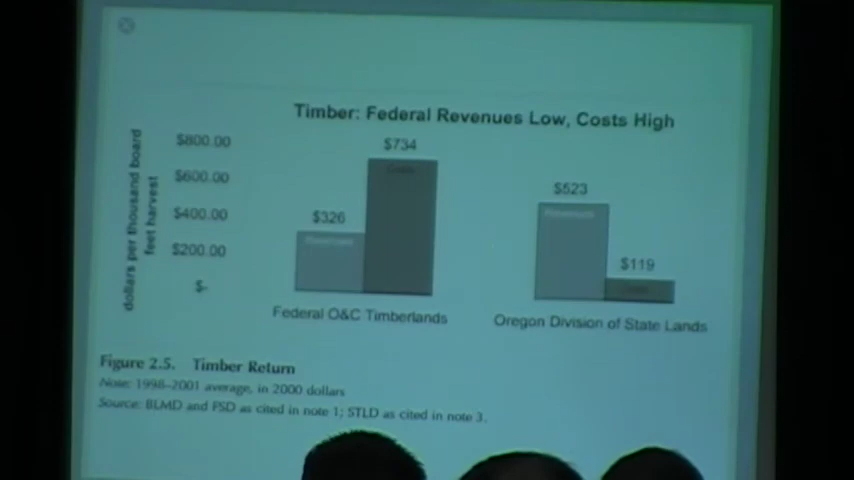 Timber: Federal Revenues Low, Costs High
dollars per thousand board
feet harvest
$800.00
$600.00
$400.00
$200.00
$-
$326
$734
$523
$119
Revenues
Costs
Revenues
Federal O&C Timberlands
Oregon Division of State Lands
Figure 2.5. Timber Return
Note: 1998–2001 average, in 2000 dollars
Source: BLMD and FSD as cited in note 1; STLD as cited in note 3.